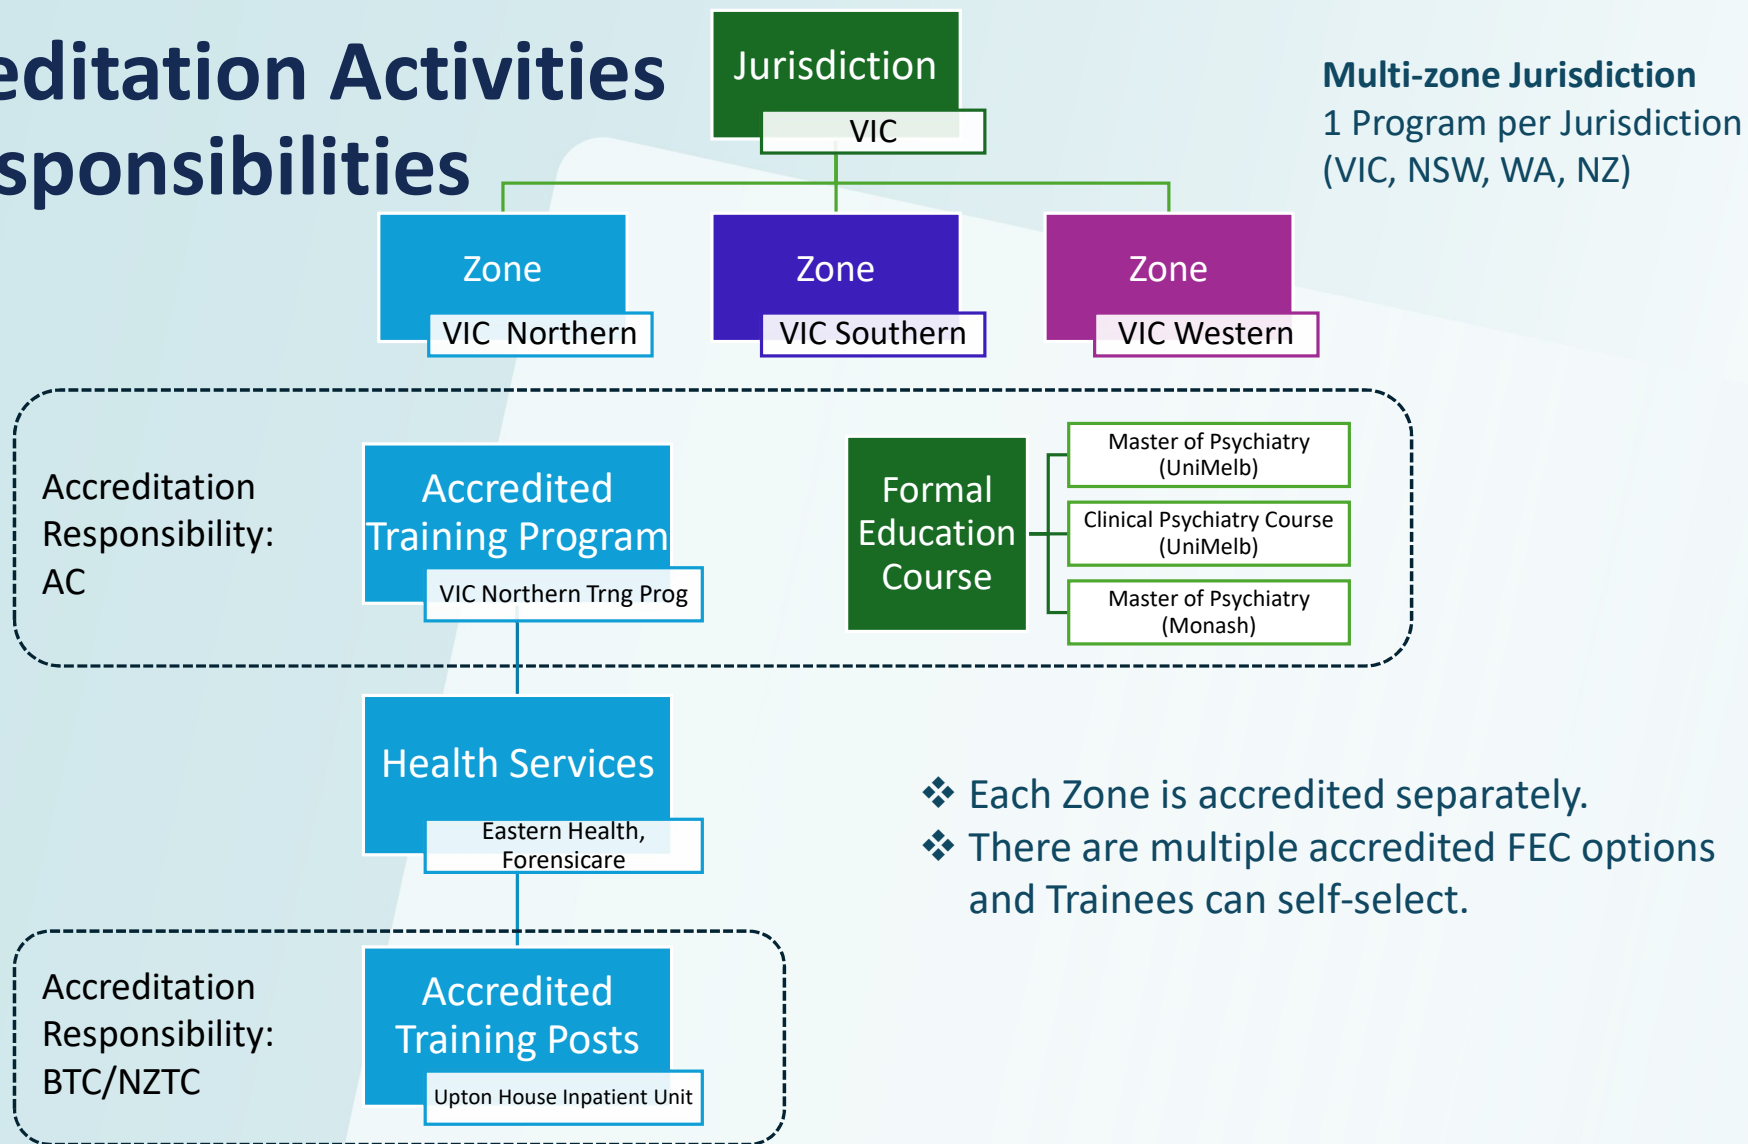 editation Activities
sponsibilities
Jurisdiction
VIC
Multi-zone Jurisdiction
1 Program per Jurisdiction
(VIC, NSW, WA, NZ)
Zone
VIC Northern
Zone
VIC Southern
Zone
VIC Western
Accreditation
Responsibility:
AC
Accredited
Training Program
VIC Northern Trng Prog
Formal
Education
Course
Master of Psychiatry
(UniMelb)
Clinical Psychiatry Course
(UniMelb)
Master of Psychiatry
(Monash)
Health Services
Eastern Health,
Forensicare
❖ Each Zone is accredited separately.
❖ There are multiple accredited FEC options
and Trainees can self-select.
Accreditation
Responsibility:
BTC/NZTC
Accredited
Training Posts
Upton House Inpatient Unit